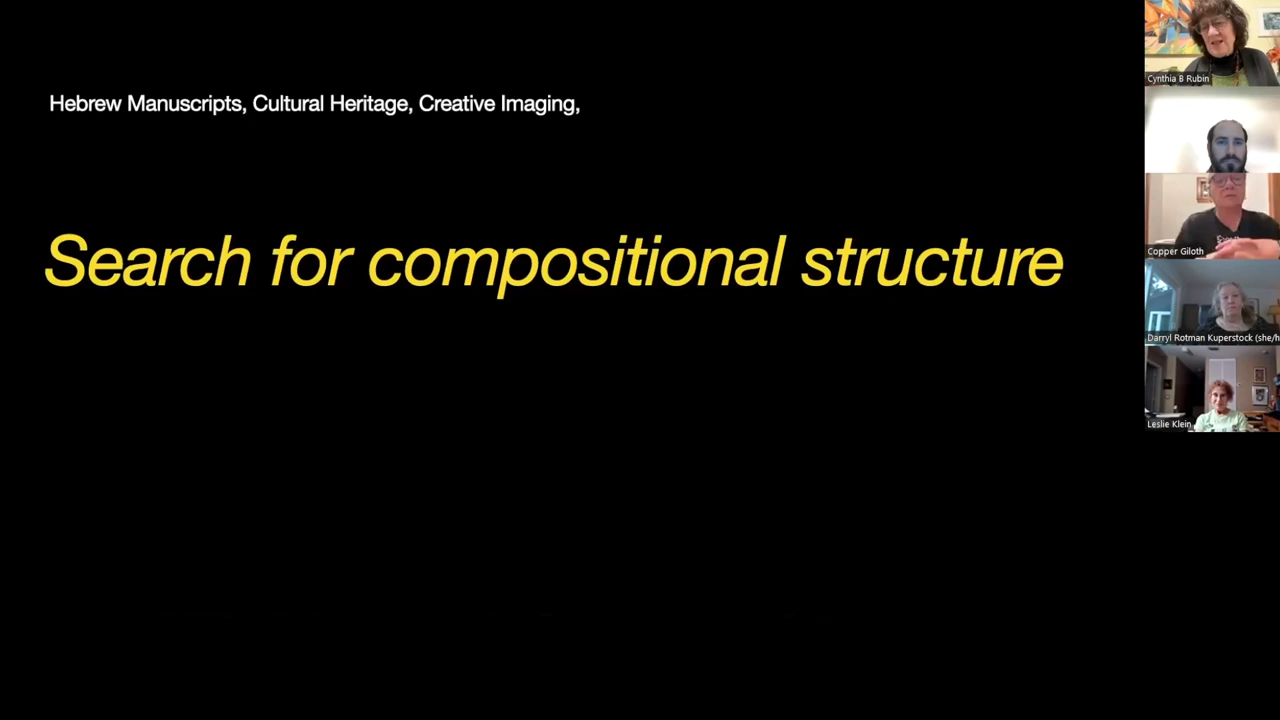 Hebrew Manuscripts, Cultural Heritage, Creative Imaging,
Search for compositional structure
Cynthia B Rubin
Copper Giloth
Darryl Rotman Kuperstock (she/h
Leslie Klein